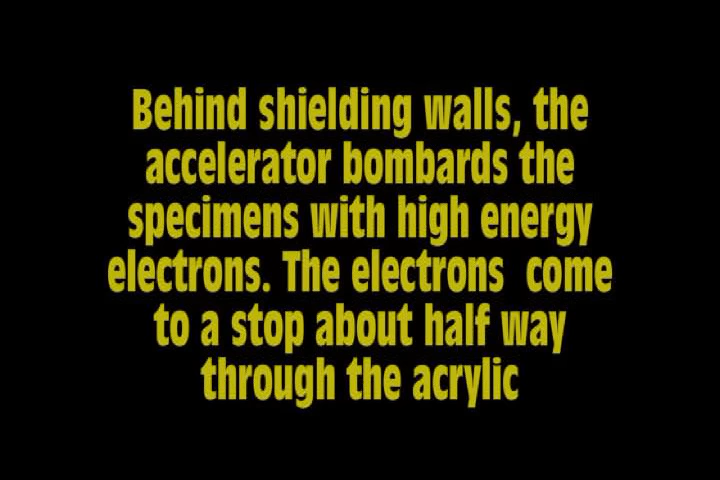 Behind shielding walls, the
accelerator bombards the
specimens with high energy
electrons. The electrons  come
to a stop about half way
through the acrylic